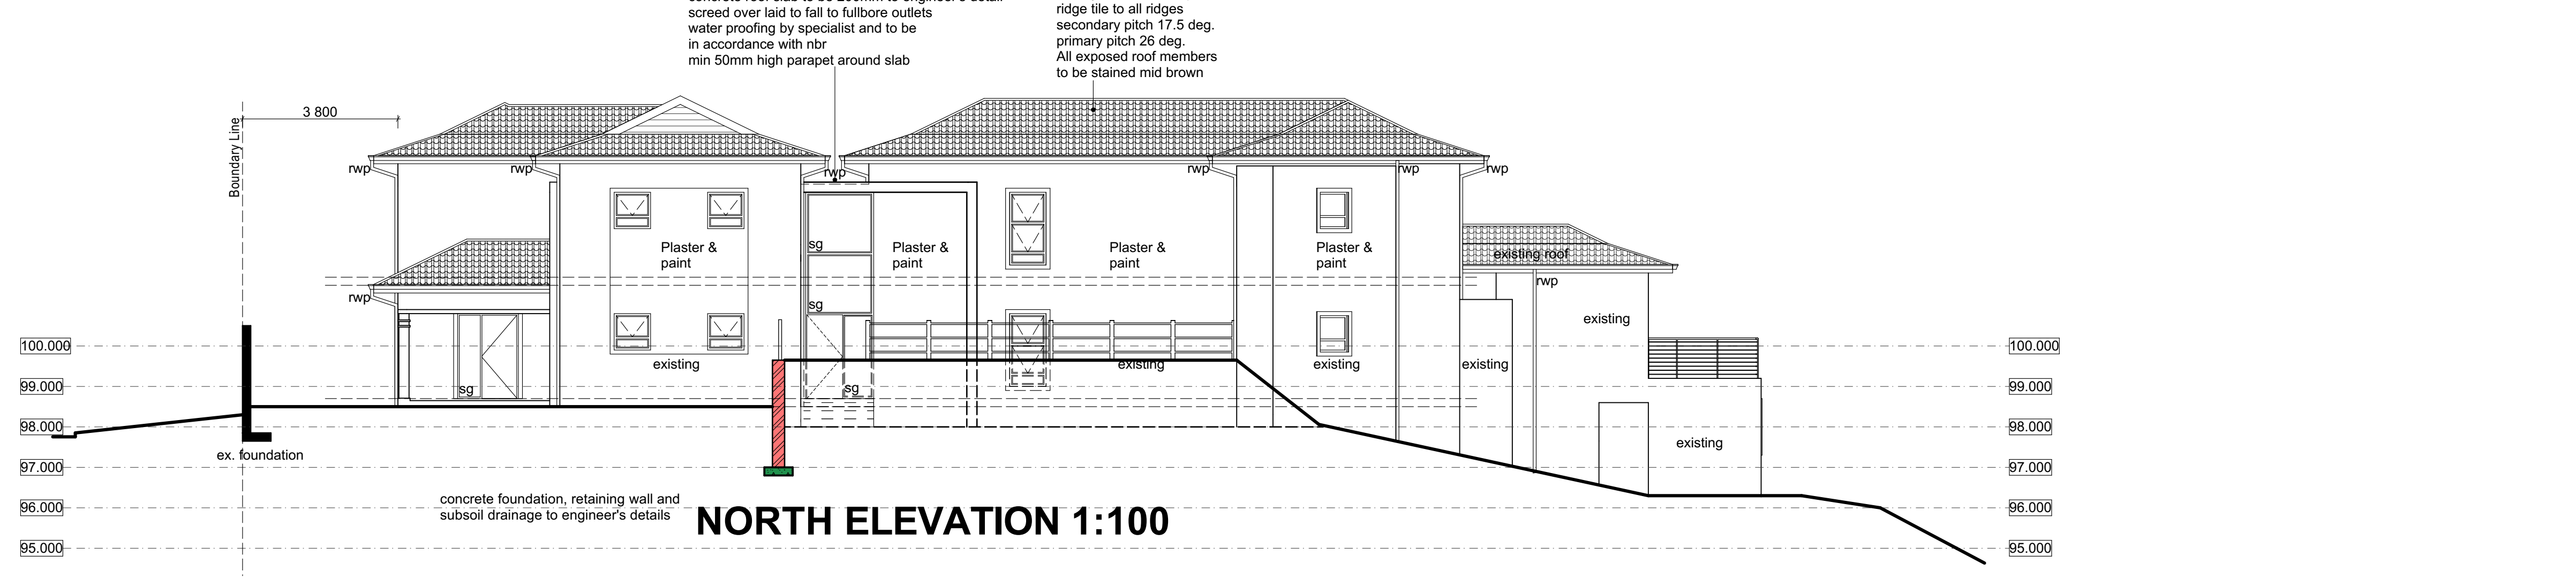 screed over laid to fall to fullbore outlets
water proofing by specialist and to be
in accordance with nbr
min 50mm high parapet around slab
ridge tile to all ridges
secondary pitch 17.5 deg.
primary pitch 26 deg.
All exposed roof members
to be stained mid brown
3 800
Boundary Line
rwp
rwp
rwp
rwp
rwp
rwp
rwp
rwp
Plaster &
paint
Plaster &
paint
Plaster &
paint
Plaster &
paint
sg
sg
sg
sg
existing roof
existing
existing
existing
existing
existing
existing
100.000
99.000
98.000
97.000
96.000
95.000
100.000
99.000
98.000
97.000
96.000
95.000
ex. foundation
concrete foundation, retaining wall and
subsoil drainage to engineer's details
NORTH ELEVATION 1:100